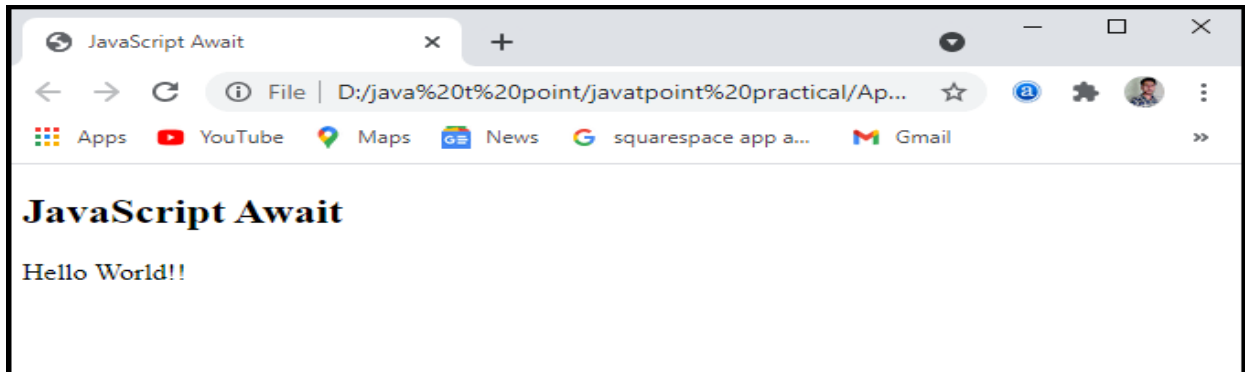 JavaScript Await
File | D:/java%20t%20point/javatpoint%20practical/Ap...
Apps YouTube Maps News squarespace app a... Gmail
JavaScript Await
Hello World!!